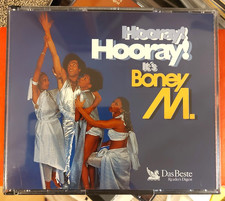 Hooray!
Hooray!
It's
Boney
M.
Das Beste
Reader's Digest